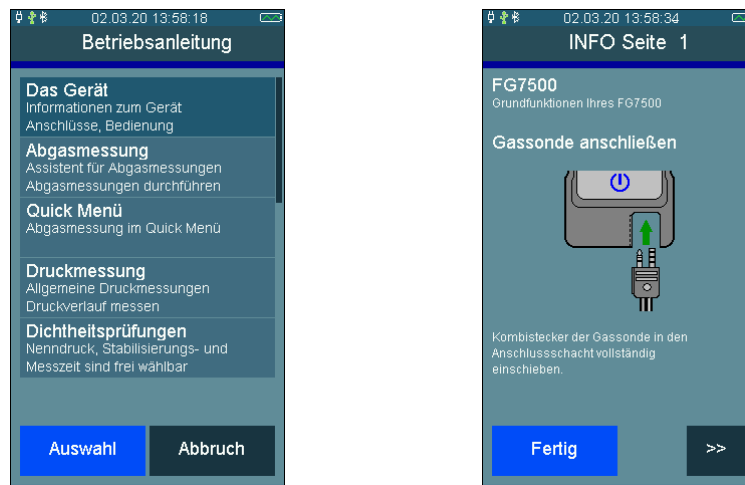 02.03.20 13:58:18
Betriebsanleitung
Das Gerät
Informationen zum Gerät
Anschlüsse, Bedienung
Abgasmessung
Assistent für Abgasmessungen
Abgasmessungen durchführen
Quick Menü
Abgasmessung im Quick Menü
Druckmessung
Allgemeine Druckmessungen
Druckverlauf messen
Dichtheitsprüfungen
Nenndruck, Stabilisierungs- und
Messzeit sind frei wählbar
Auswahl
Abbruch
02.03.20 13:58:34
INFO Seite 1
FG7500
Grundfunktionen Ihres FG7500
Gassonde anschließen
Kombistecker der Gassonde in den
Anschlussschacht vollständig
einschieben.
Fertig
>>